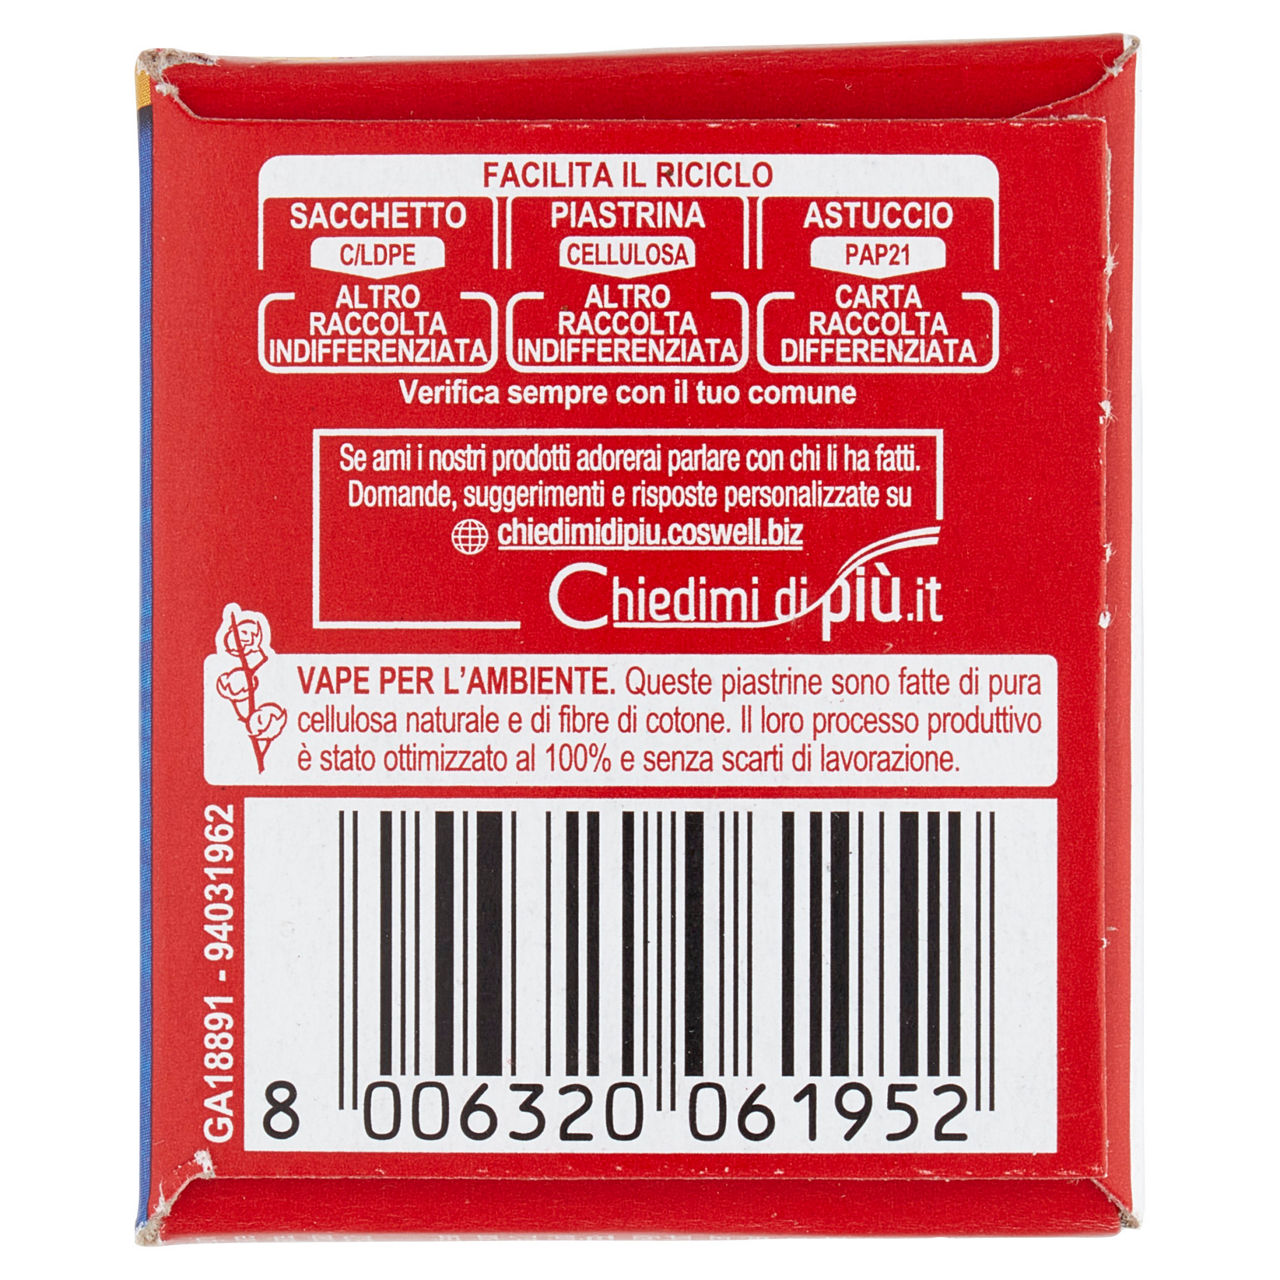 FACILITA IL RICICLO
SACCHETTO
C/LDPE
ALTRO
RACCOLTA
INDIFFERENZIATA
PIASTRINA
CELLULOSA
ALTRO
RACCOLTA
INDIFFERENZIATA
ASTUCCIO
PAP21
CARTA
RACCOLTA
DIFFERENZIATA
Verifica sempre con il tuo comune
Se ami i nostri prodotti adorerai parlare con chi li ha fatti.
Domande, suggerimenti e risposte personalizzate su
chiedimidipiu.coswell.biz
Chiedimi di più.it
VAPE PER L'AMBIENTE. Queste piastrine sono fatte di pura
cellulosa naturale e di fibre di cotone. Il loro processo produttivo
è stato ottimizzato al 100% e senza scarti di lavorazione.
GA18891 - 94031962
8 006320 061952